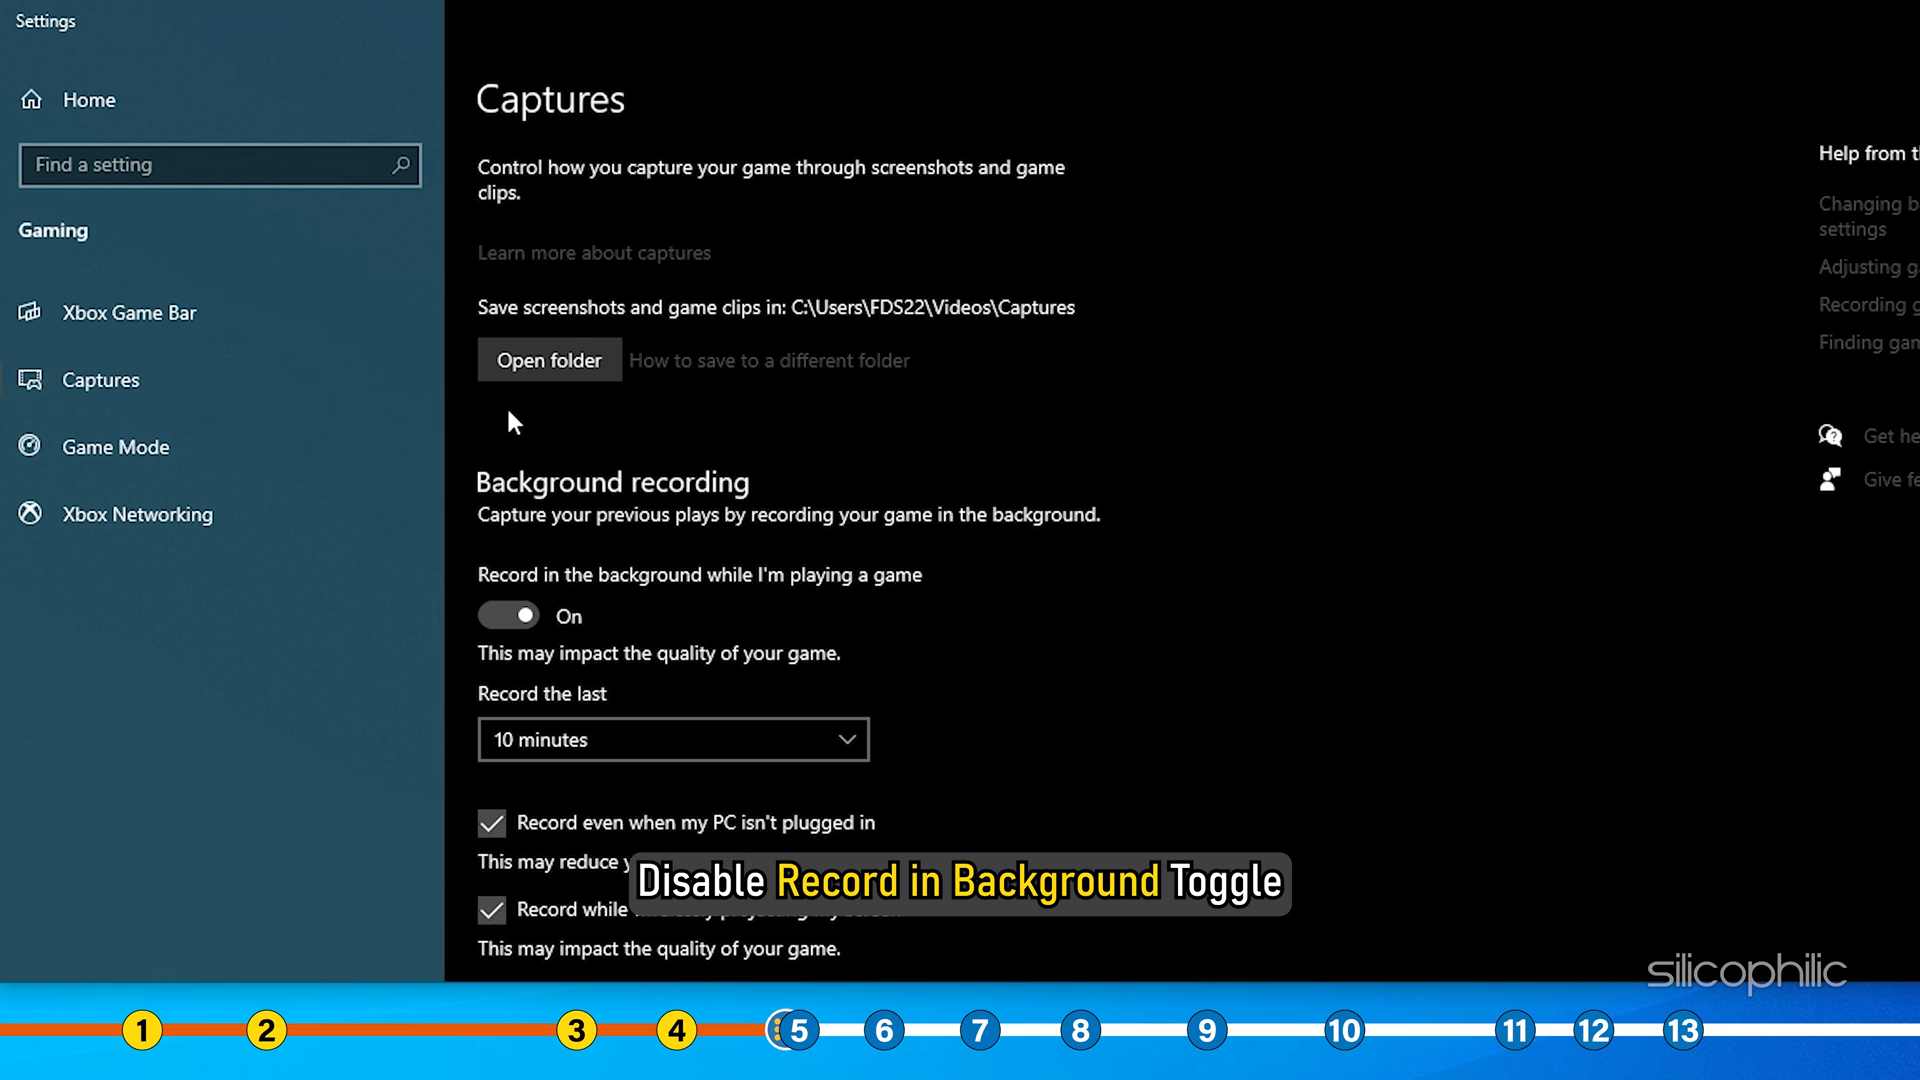 Settings
Home
Find a setting
Gaming
Xbox Game Bar
Captures
Game Mode
Xbox Networking
Captures
Control how you capture your game through screenshots and game
clips.
Learn more about captures
Save screenshots and game clips in: C:\Users\FDS22\Videos\Captures
Open folder How to save to a different folder
Background recording
Capture your previous plays by recording your game in the background.
Record in the background while I'm playing a game
On
This may impact the quality of your game.
Record the last
10 minutes
Record even when my PC isn't plugged in
This may reduce
Record while
This may impact the quality of your game.
Help from
Changing
settings
Adjusting
Recording
Finding
Get
Give
Disable Record in Background Toggle
silicophilic
1 2 3 4 5 6 7 8 9 10 11 12 13